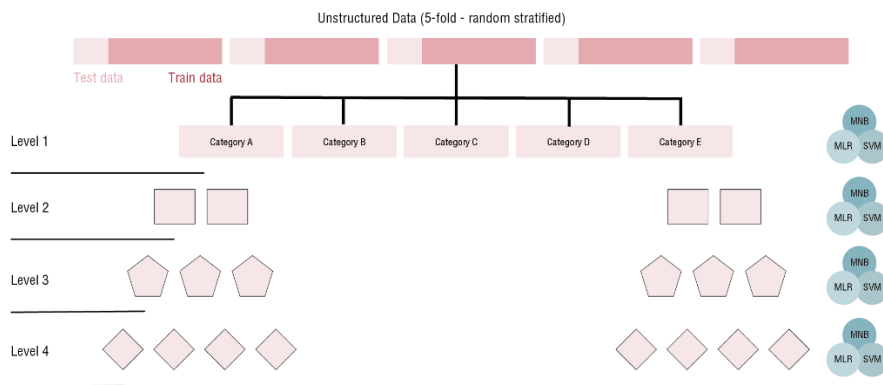 Unstructured Data (5-fold - random stratified)
Test data
Train data
Level 1
Category A
Category B
Category C
Category D
Category E
MNB
MLR
SVM
Level 2
MNB
MLR
SVM
Level 3
MNB
MLR
SVM
Level 4
MNB
MLR
SVM